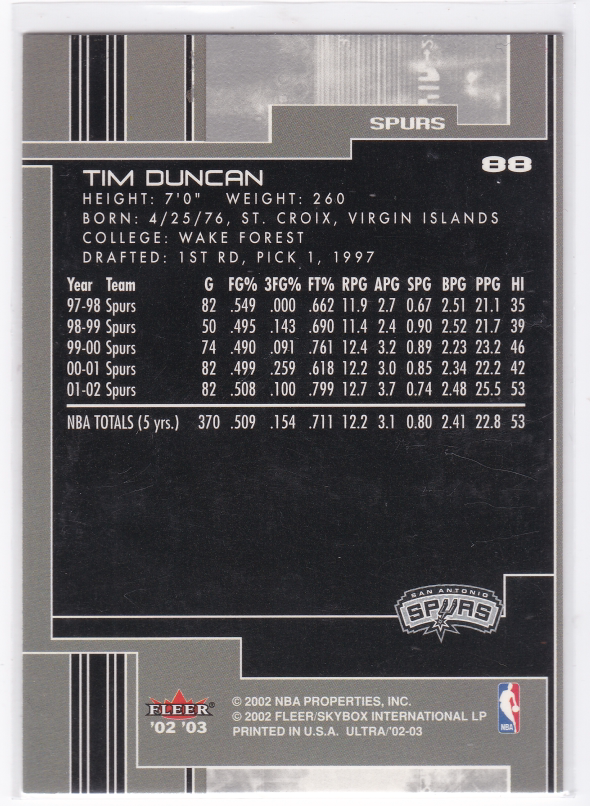 SPURS
88
TIM DUNCAN
HEIGHT: 7'0" WEIGHT: 260
BORN: 4/25/76, ST. CROIX, VIRGIN ISLANDS
COLLEGE: WAKE FOREST
DRAFTED: 1ST RD, PICK 1, 1997
Year Team G FG% 3FG% FT% RPG APG SPG BPG PPG HI
97-98 Spurs 82 .549 .000 .662 11.9 2.7 0.67 2.51 21.1 35
98-99 Spurs 50 .495 .143 .690 11.4 2.4 0.90 2.52 21.7 39
99-00 Spurs 74 .490 .091 .761 12.4 3.2 0.89 2.23 23.2 46
00-01 Spurs 82 .499 .259 .618 12.2 3.0 0.85 2.34 22.2 42
01-02 Spurs 82 .508 .100 .799 12.7 3.7 0.74 2.48 25.5 53
NBA TOTALS (5 yrs.) 370 .509 .154 .711 12.2 3.1 0.80 2.41 22.8 53
SAN ANTONIO
SPURS
FLEER®
'02 '03
© 2002 NBA PROPERTIES, INC.
© 2002 FLEER/SKYBOX INTERNATIONAL LP
PRINTED IN U.S.A. ULTRA/'02-03
NBA